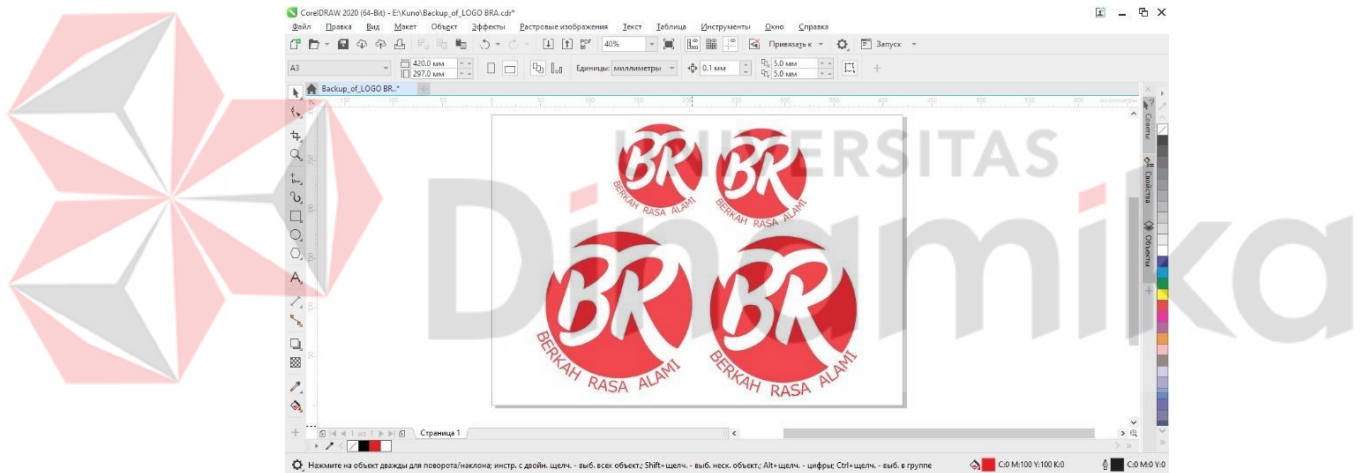 CorelDRAW 2020 (64-Bit) - E:\Kuno\Backup_of_LOGO BRA.cdr*
Файл Правка Вид Макет Объект Эффекты Растровые изображения Текст Таблица Инструменты Окно Справка
40% Привязать к Запуск
A3 420.0 мм 297.0 мм Единицы: миллиметры 0.1 мм 5.0 мм 5.0 мм
Backup_of_LOGO BR...*
UNIVERSITAS
Dinamika
BR BR
BERKAH RASA ALAMI BERKAH RASA ALAMI
BR BR
BERKAH RASA ALAMI BERKAH RASA ALAMI
Советы
Свойства
Объекты
Страница 1
Нажмите на объект дважды для поворота/наклона; инстр. с двойн. щелч. - выб. всех объект.; Shift+щелч. - выб. неск. объект.; Alt+щелч. - цифры; Ctrl+щелч. - выб. в группе C:0 M:100 Y:100 K:0 C:0 M:0 Y:0